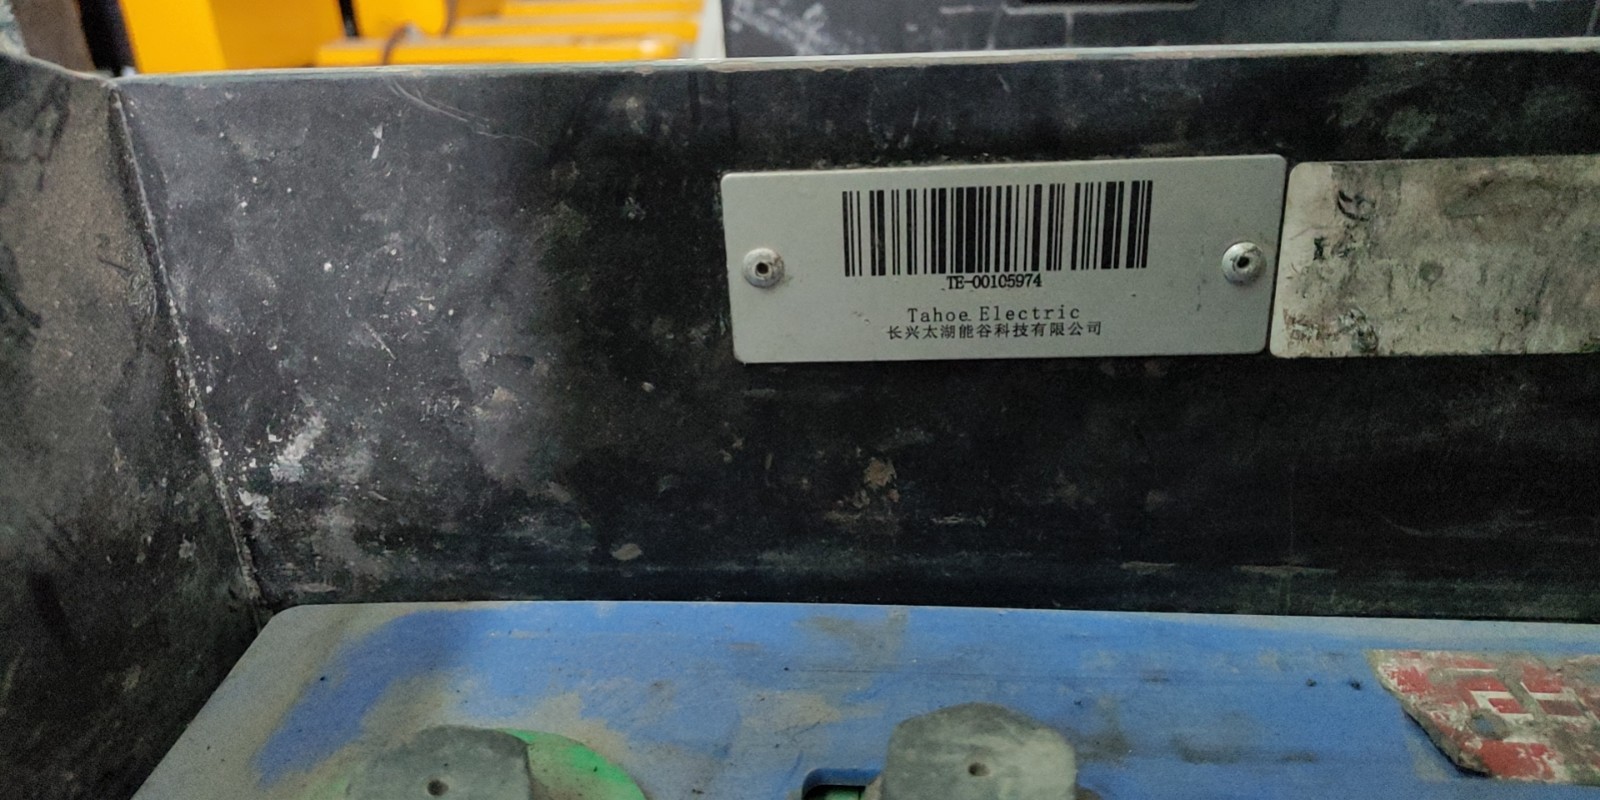 TE-00105974
Tahoe Electric
长兴太湖能谷科技有限公司